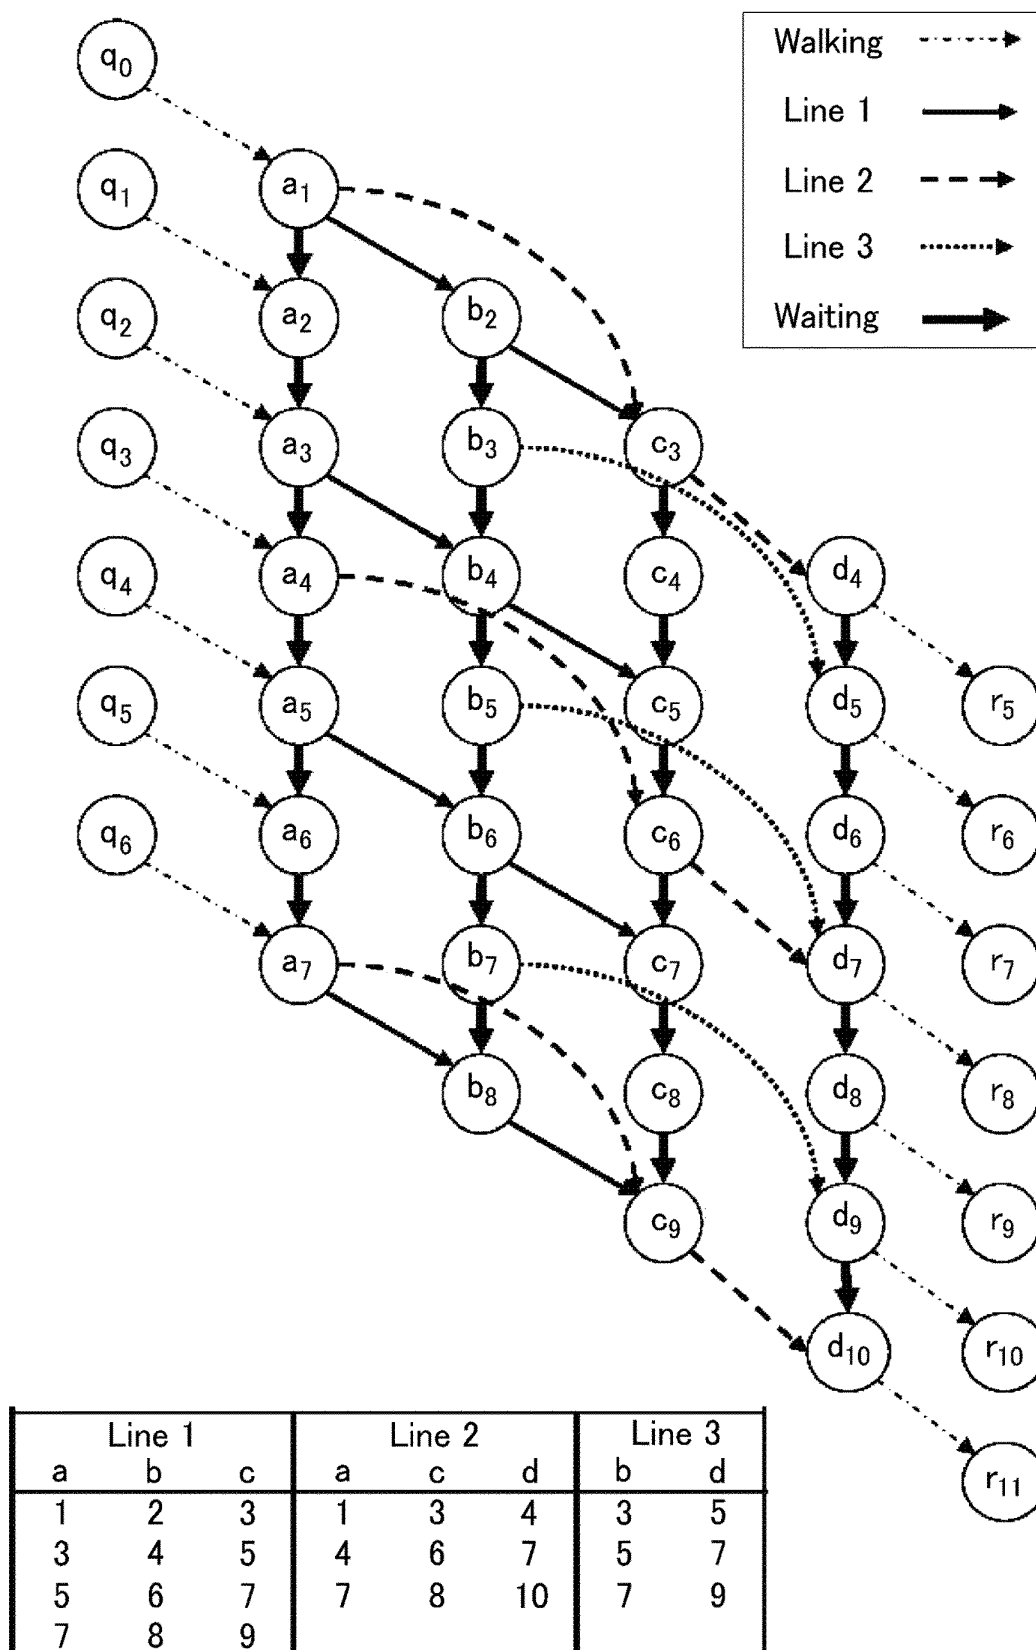 q0
Walking
Line 1
q1
a1
Line 2
Line 3
q2
a2
b2
Waiting
q3
a3
b3
c3
q4
a4
b4
c4
d4
q5
a5
b5
c5
d5
r5
q6
a6
b6
c6
d6
r6
a7
b7
c7
d7
r7
b8
c8
d8
r8
c9
d9
r9
d10
r10
r11
Line 1 Line 2 Line 3
a b c a c d b d
1 2 3 1 3 4 3 5
3 4 5 4 6 7 5 7
5 6 7 7 8 10 7 9
7 8 9